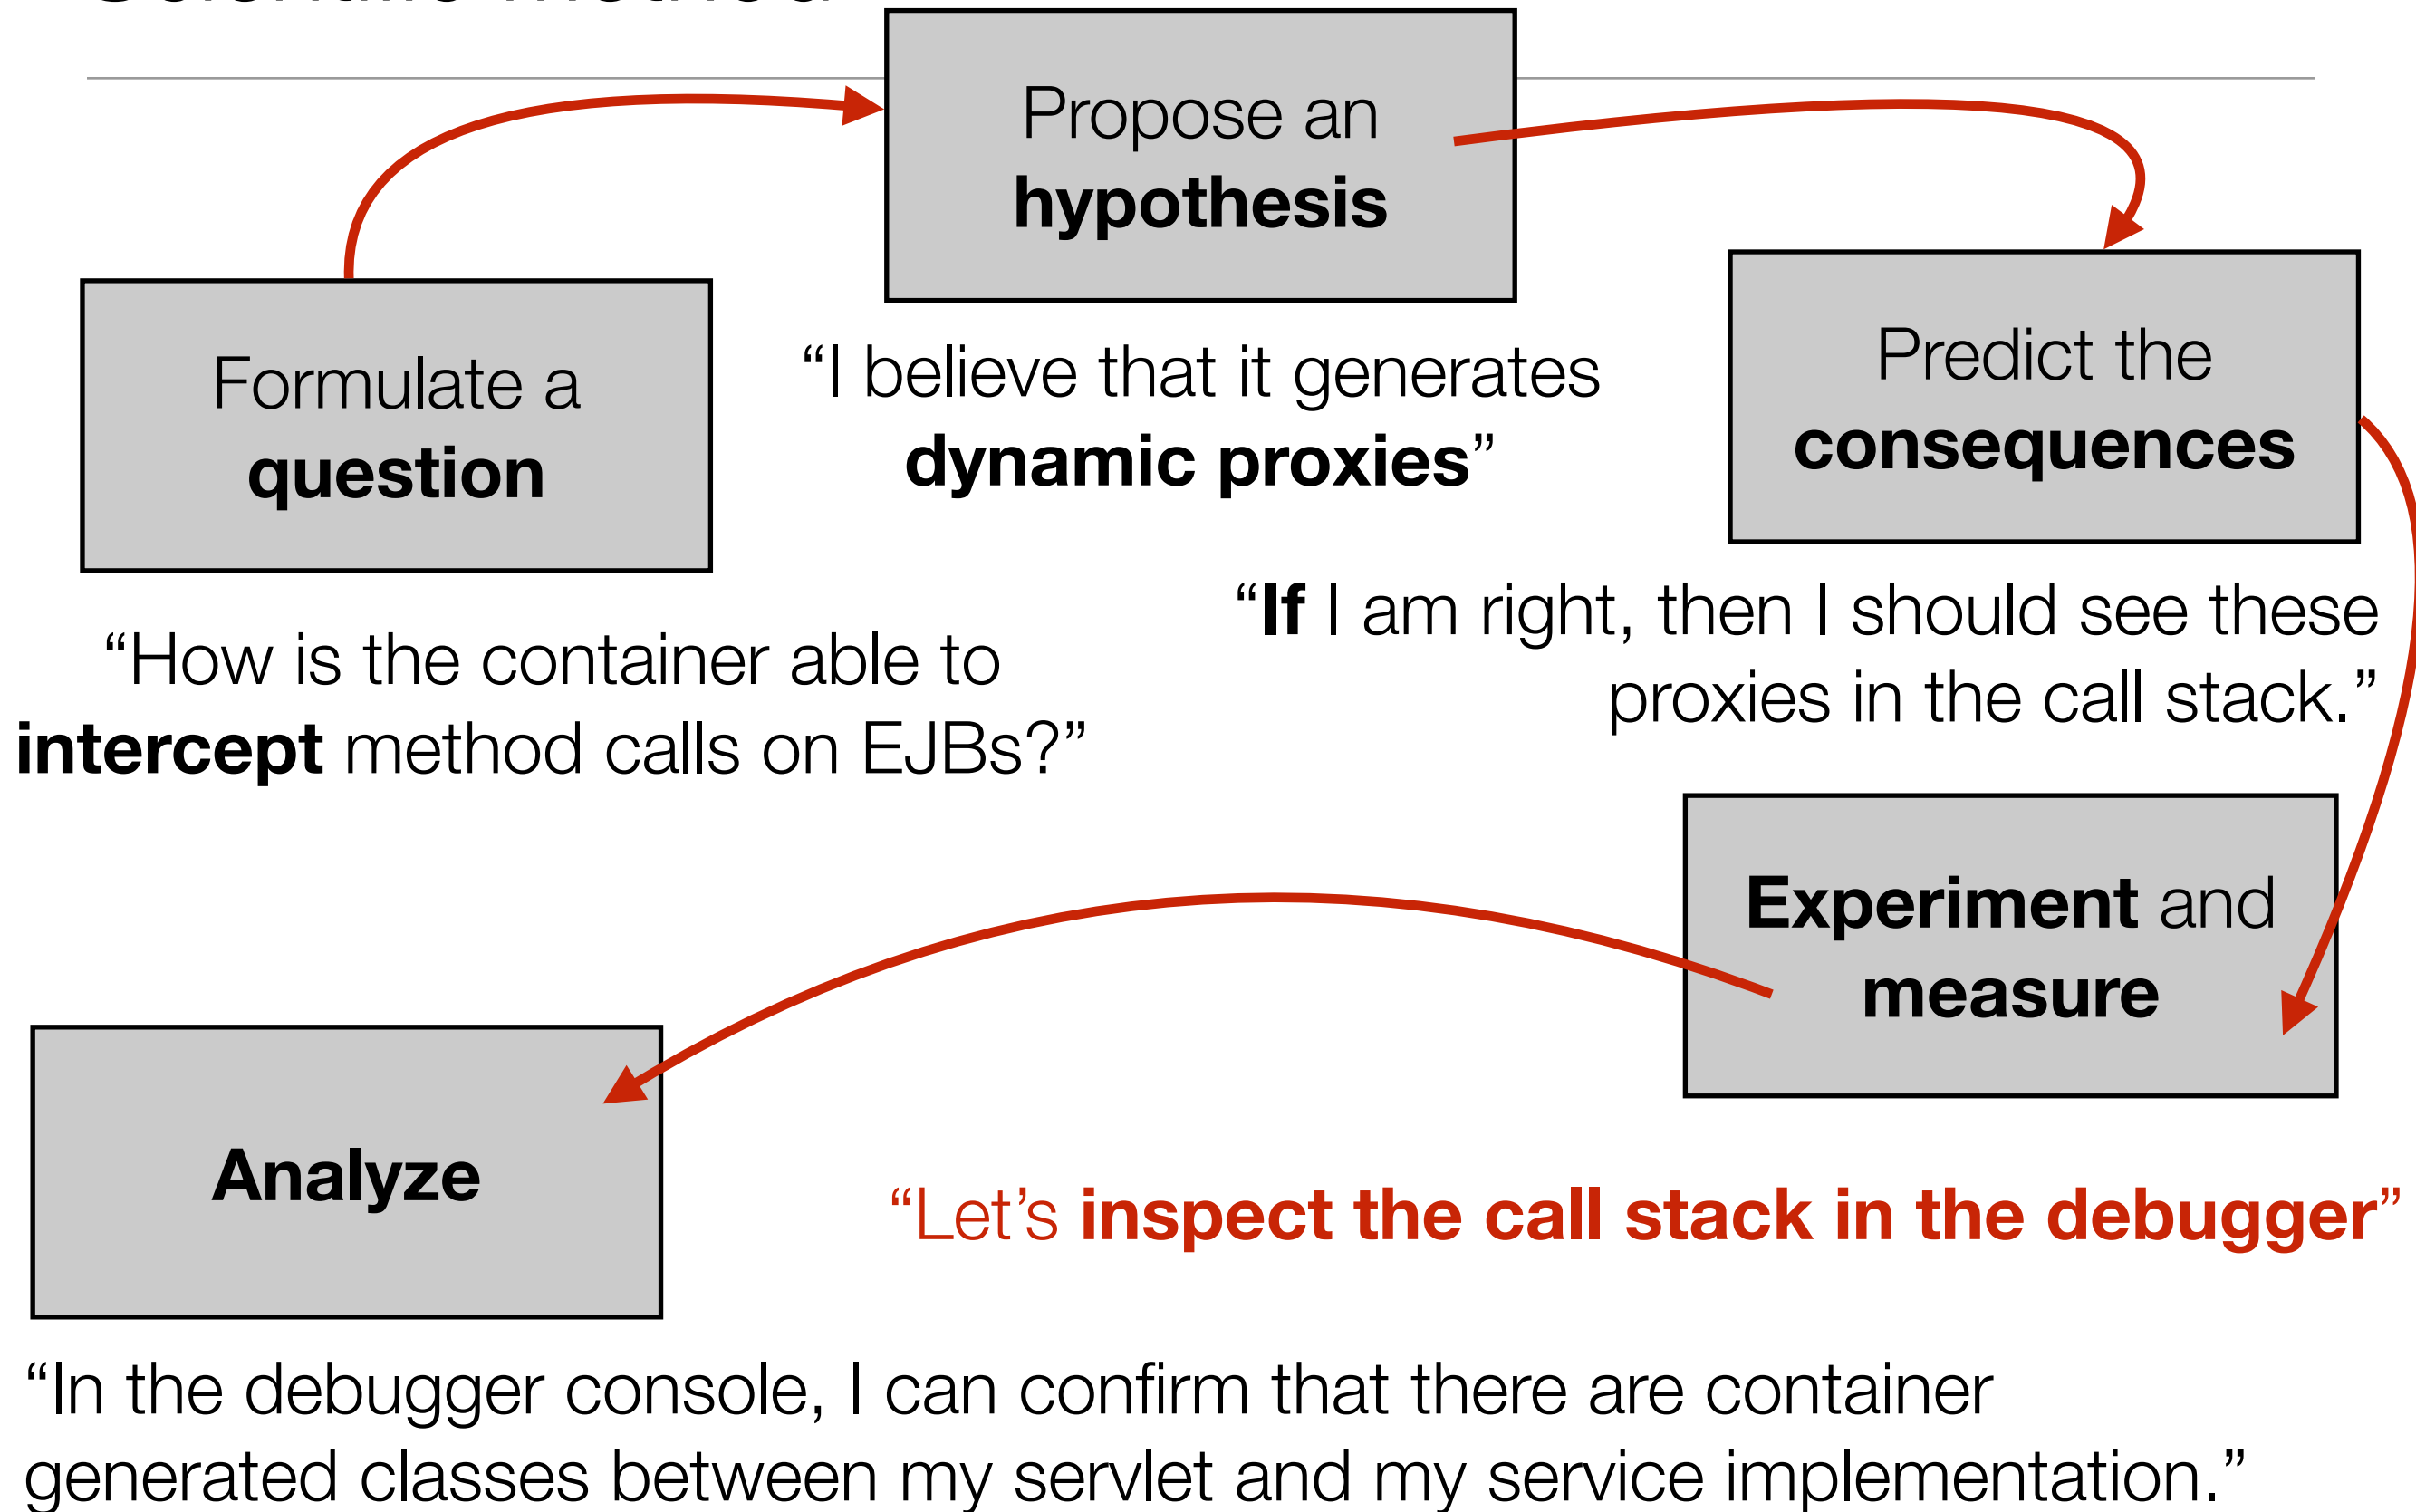 Propose an
hypothesis
Formulate a
question
“I believe that it generates
dynamic proxies”
Predict the
consequences
“How is the container able to
intercept method calls on EJBs?”
“If I am right, then I should see these
proxies in the call stack.”
Experiment and
measure
Analyze
“Let’s inspect the call stack in the debugger”
“In the debugger console, I can confirm that there are container
generated classes between my servlet and my service implementation.”